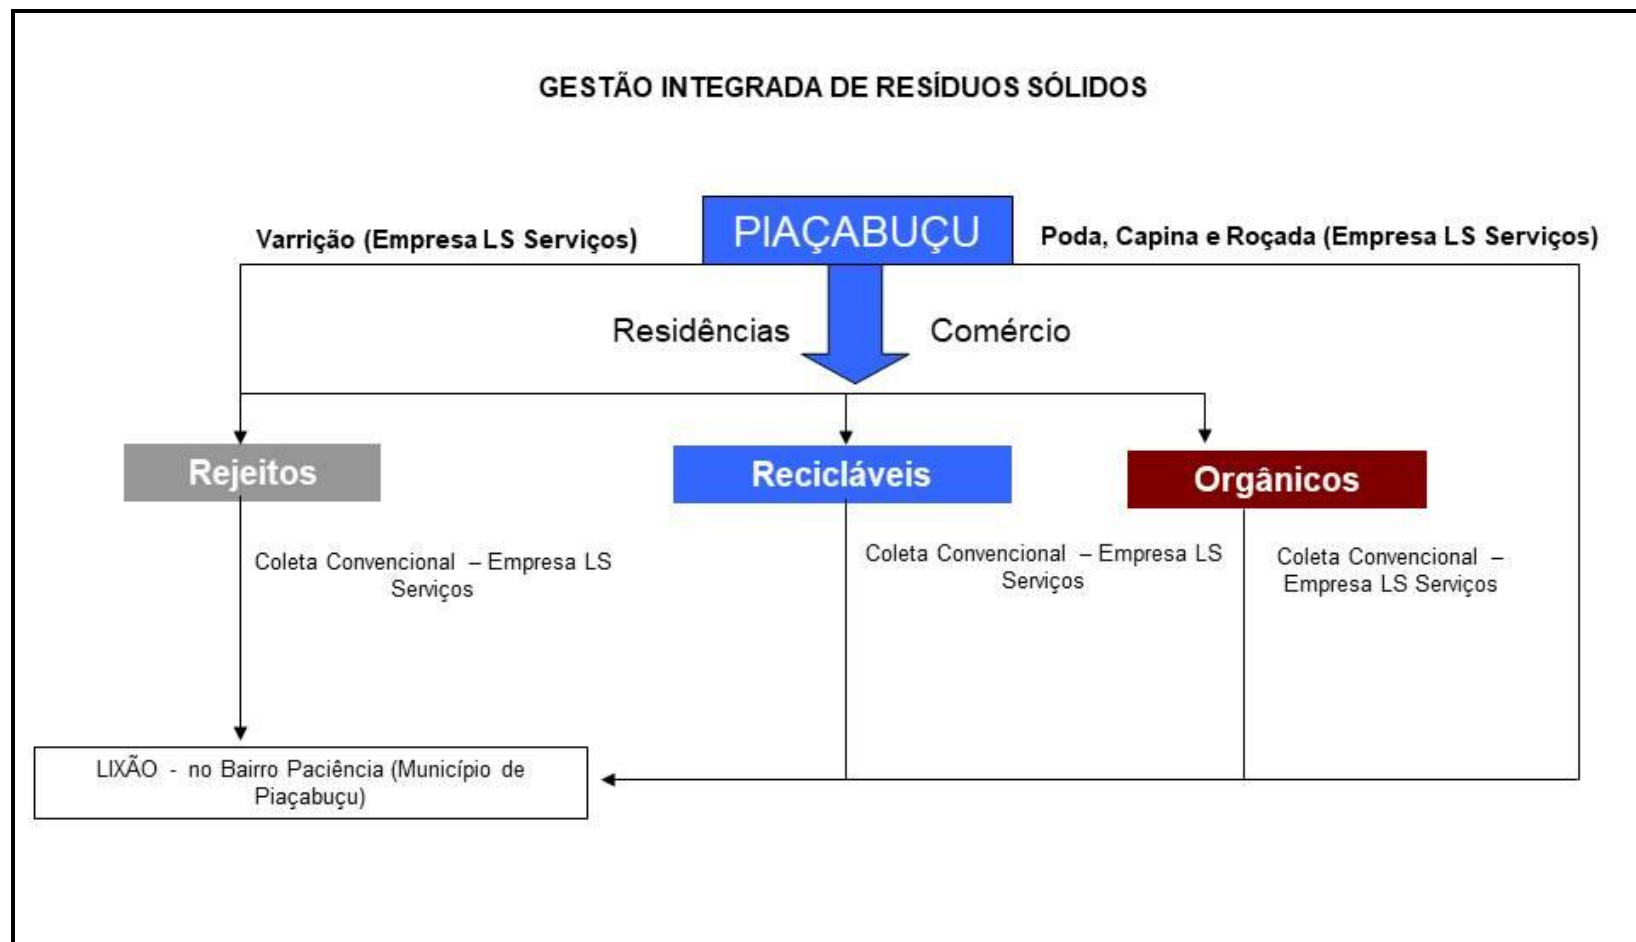 GESTÃO INTEGRADA DE RESÍDUOS SÓLIDOS
PIAÇABUÇU
Varrição (Empresa LS Serviços)
Poda, Capina e Roçada (Empresa LS Serviços)
Residências
Comércio
Rejeitos
Recicláveis
Orgânicos
Coleta Convencional – Empresa LS
Serviços
Coleta Convencional – Empresa LS
Serviços
Coleta Convencional –
Empresa LS Serviços
LIXÃO - no Bairro Paciência (Município de
Piaçabuçu)